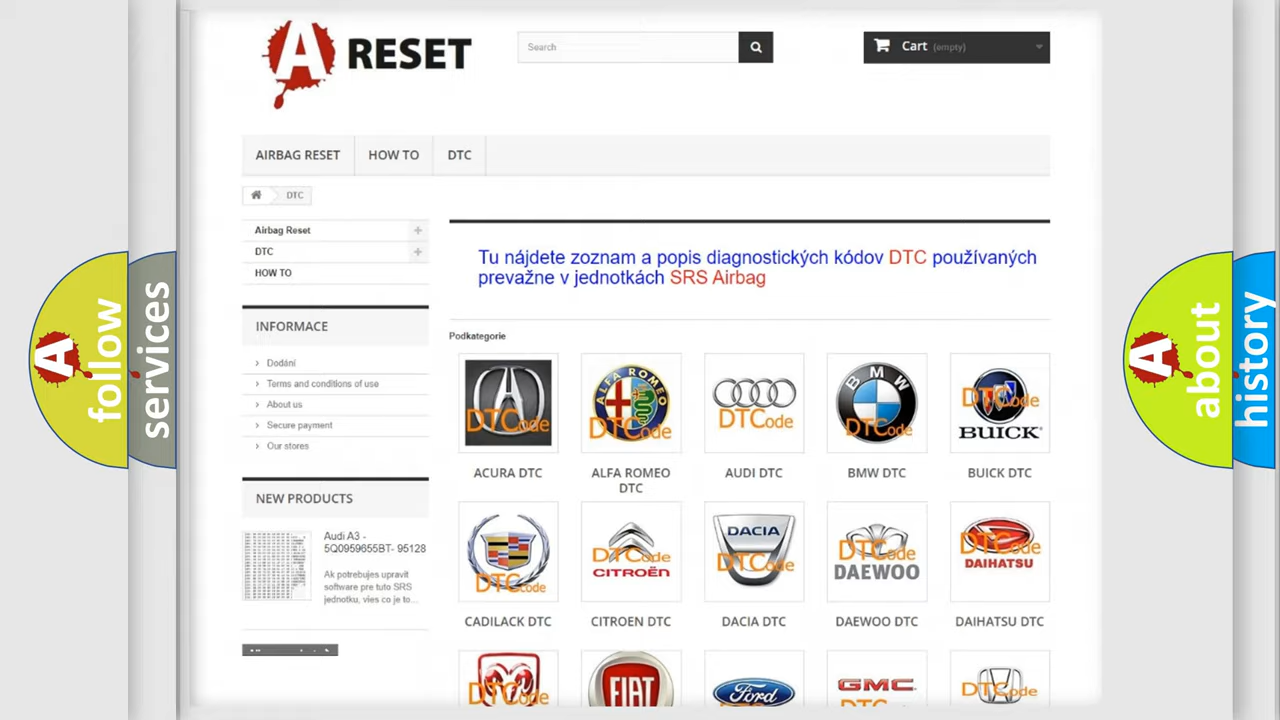 A RESET
Search
Cart (empty)
AIRBAG RESET
HOW TO
DTC
DTC
Airbag Reset
DTC
HOW TO
INFORMACE
Dodání
Terms and conditions of use
About us
Secure payment
Our stores
NEW PRODUCTS
Audi A3 -
5Q0959655BT- 95128
Ak potrebujes upravit
software pre tuto SRS
jednotku, vies co je to...
Tu nájdete zoznam a popis diagnostických kódov DTC používaných
prevažne v jednotkách SRS Airbag
Podkategorie
DTCode
ALFA ROMEO
DTCode
DTCode
BMW
DTCode
DTCode
BUICK
ACURA DTC
ALFA ROMEO
DTC
AUDI DTC
BMW DTC
BUICK DTC
DTCode
DTCode
CITROËN
DACIA
DTCode
DTCode
DAEWOO
DTCode
DAIHATSU
CADILACK DTC
CITROEN DTC
DACIA DTC
DAEWOO DTC
DAIHATSU DTC
DTCode
FIAT
Ford
GMC
DTCode
A follow
services
A about
history